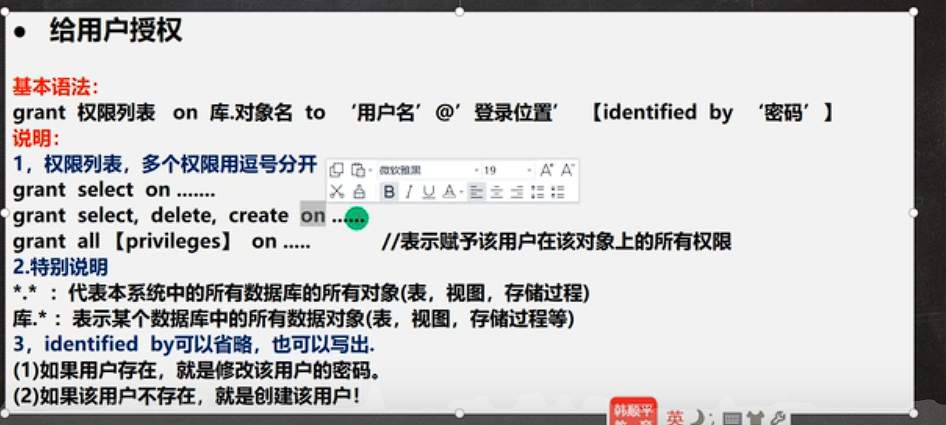 ● 给用户授权
基本语法：
grant 权限列表 on 库.对象名 to ‘用户名’@’登录位置’ 【identified by ‘密码’】
说明：
1，权限列表，多个权限用逗号分开
微软雅黑 19 A A
B I U A
grant select on .......
grant select, delete, create on ......
grant all【privileges】 on ..... //表示赋予该用户在该对象上的所有权限
2.特别说明
*.* ：代表本系统中的所有数据库的所有对象(表，视图，存储过程)
库.* ：表示某个数据库中的所有数据对象(表，视图，存储过程等)
3，identified by可以省略，也可以写出.
(1)如果用户存在，就是修改该用户的密码。
(2)如果该用户不存在，就是创建该用户！
韩顺平
英